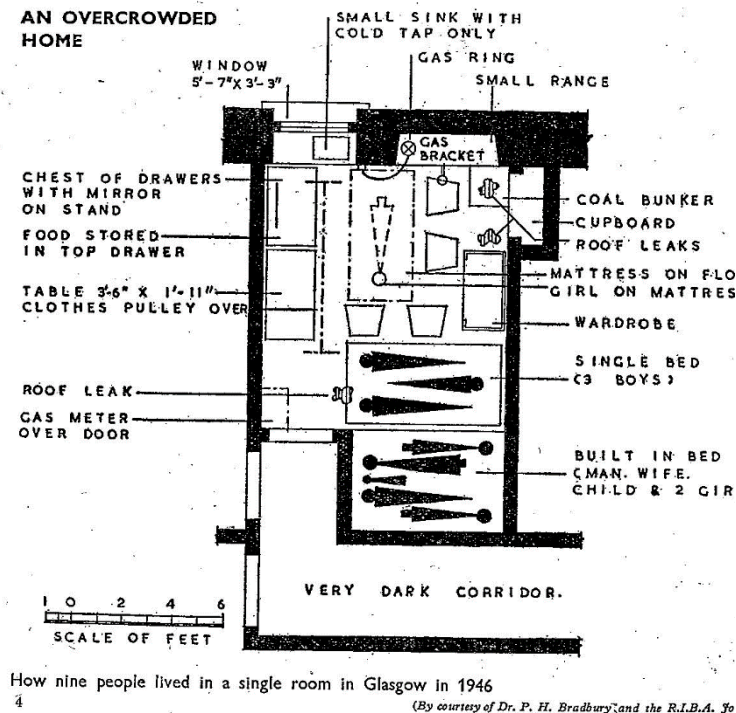 AN OVERCROWDED
HOME
SMALL SINK WITH
COLD TAP ONLY
GAS RING
WINDOW
5'-7" X 3'-3"
SMALL RANGE
GAS
BRACKET
CHEST OF DRAWERS
WITH MIRROR
ON STAND
COAL BUNKER
CUPBOARD
FOOD STORED
IN TOP DRAWER
ROOF LEAKS
MATTRESS ON FLO
GIRL ON MATTRES
TABLE 3'-6" X 1'-11"
CLOTHES PULLEY OVER
WARDROBE
SINGLE BED
(3 BOYS)
ROOF LEAK
GAS METER
OVER DOOR
BUILT IN BED
(MAN. WIFE.
CHILD & 2 GIR
VERY DARK CORRIDOR.
1 0 2 4 6
SCALE OF FEET
How nine people lived in a single room in Glasgow in 1946
4
(By courtesy of Dr. P. H. Bradbury and the R.I.B.A. Jo